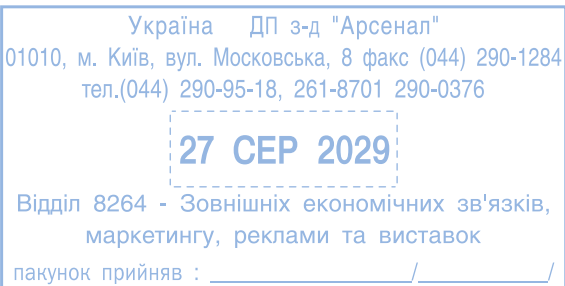 Україна ДП з-д "Арсенал"
01010, м. Київ, вул. Московська, 8 факс (044) 290-1284
тел.(044) 290-95-18, 261-8701 290-0376
27 СЕР 2029
Відділ 8264 - Зовнішніх економічних зв'язків,
маркетингу, реклами та виставок
пакунок прийняв : ____________________/___________/